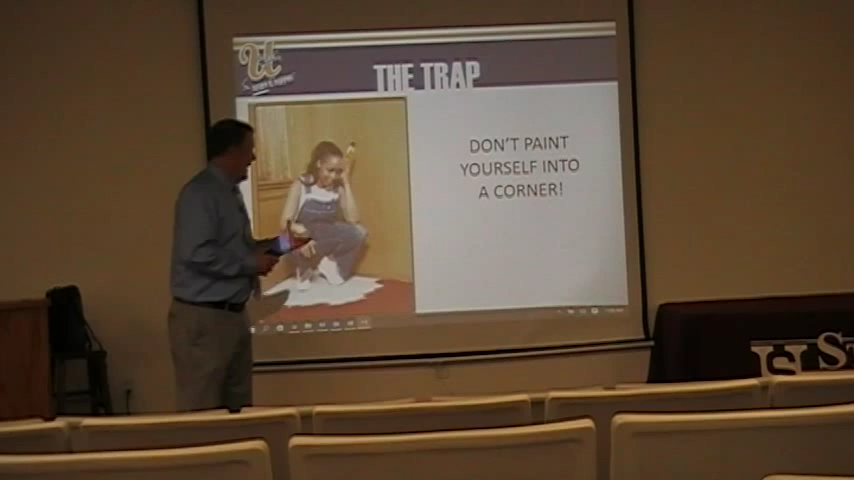 THE TRAP
DON'T PAINT
YOURSELF INTO
A CORNER!